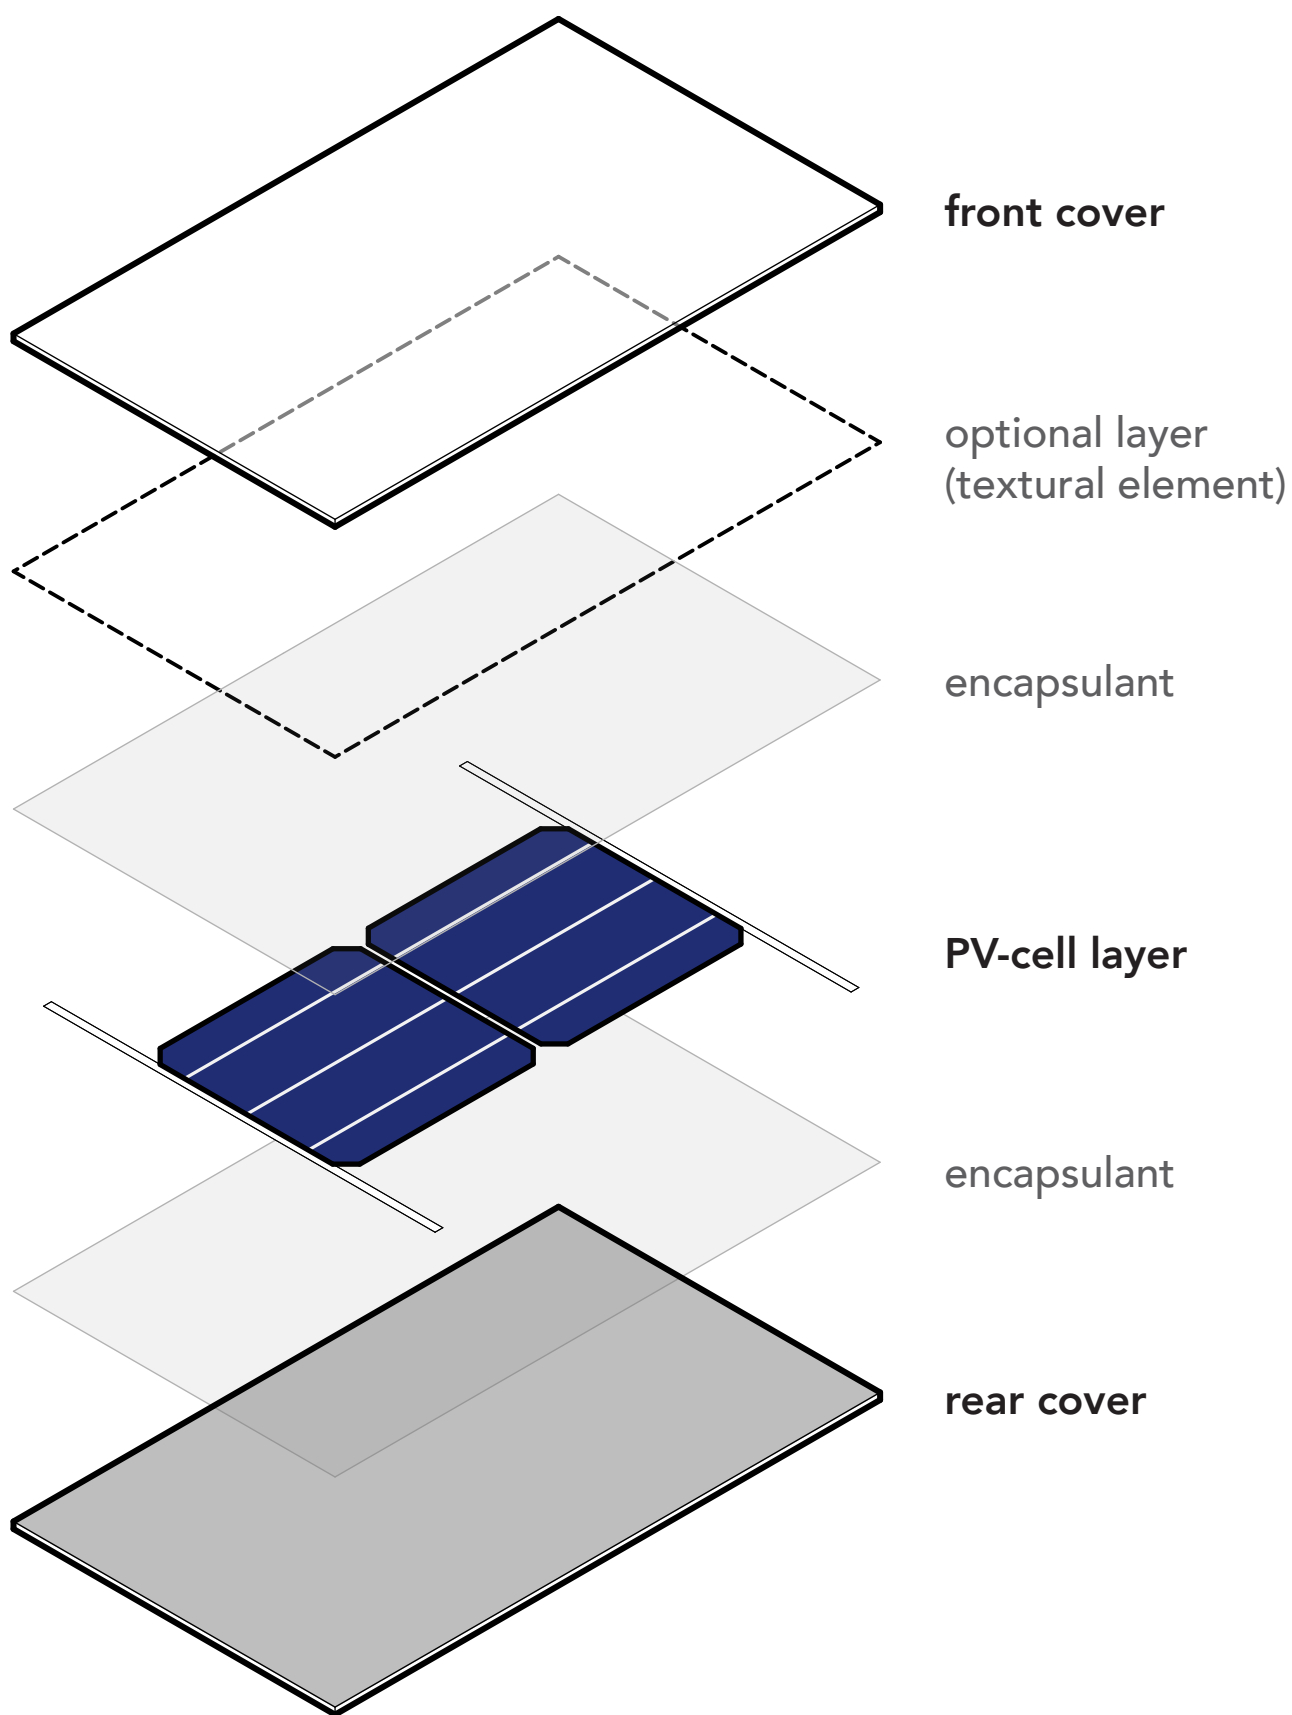 front cover
optional layer
(textural element)
encapsulant
PV-cell layer
encapsulant
rear cover